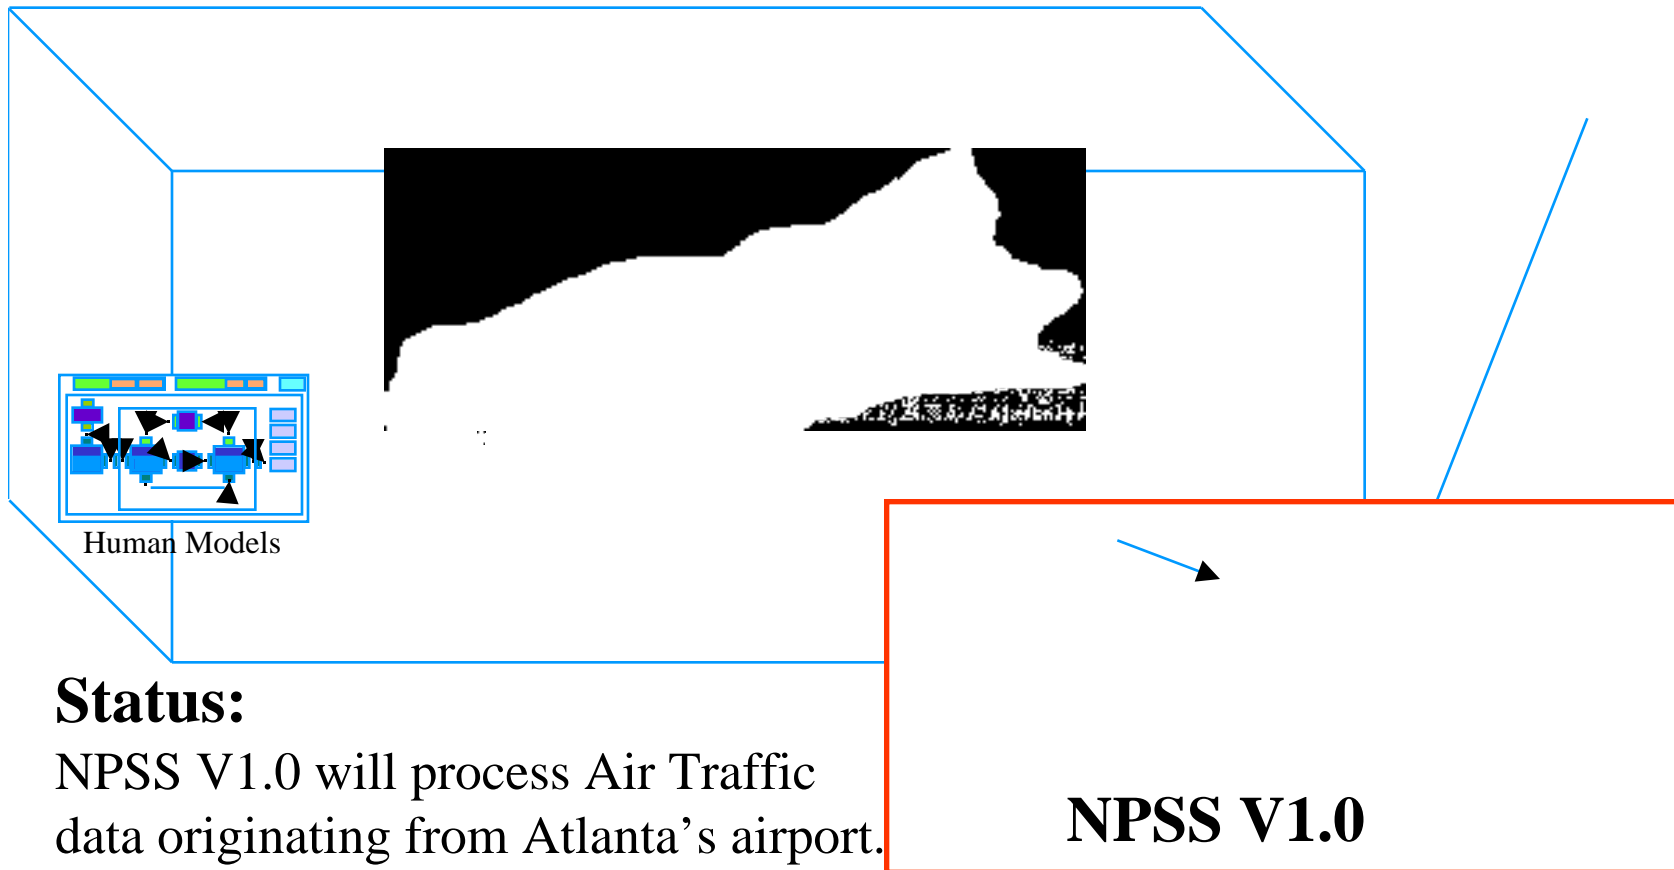 Human Models
Status:
NPSS V1.0 will process Air Traffic
data originating from Atlanta’s airport.
NPSS V1.0